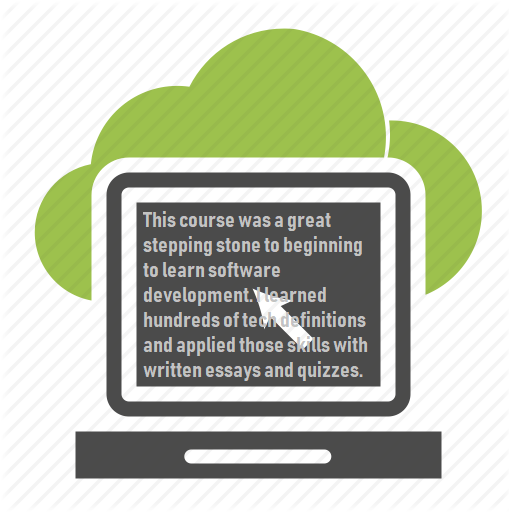 This course was a great
stepping stone to beginning
to learn software
development. I learned
hundreds of tech definitions
and applied those skills with
written essays and quizzes.